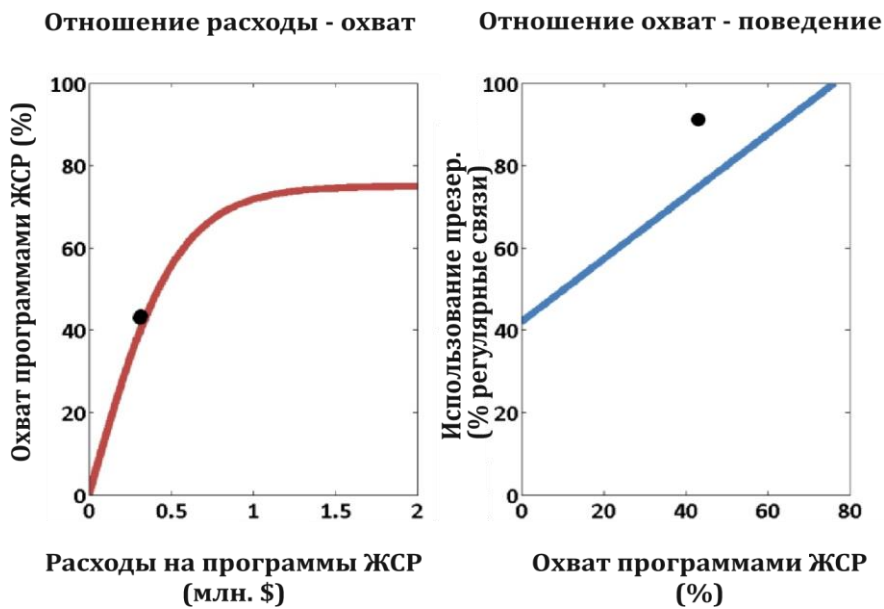 Отношение расходы - охват
Отношение охват - поведение
Охват программами ЖСР (%)
100
80
60
40
20
0
0
0.5
1
1.5
2
Расходы на программы ЖСР
(млн. $)
Использование презер.
(% регулярные связи)
100
80
60
40
20
0
0
20
40
60
80
Охват программами ЖСР
(%)